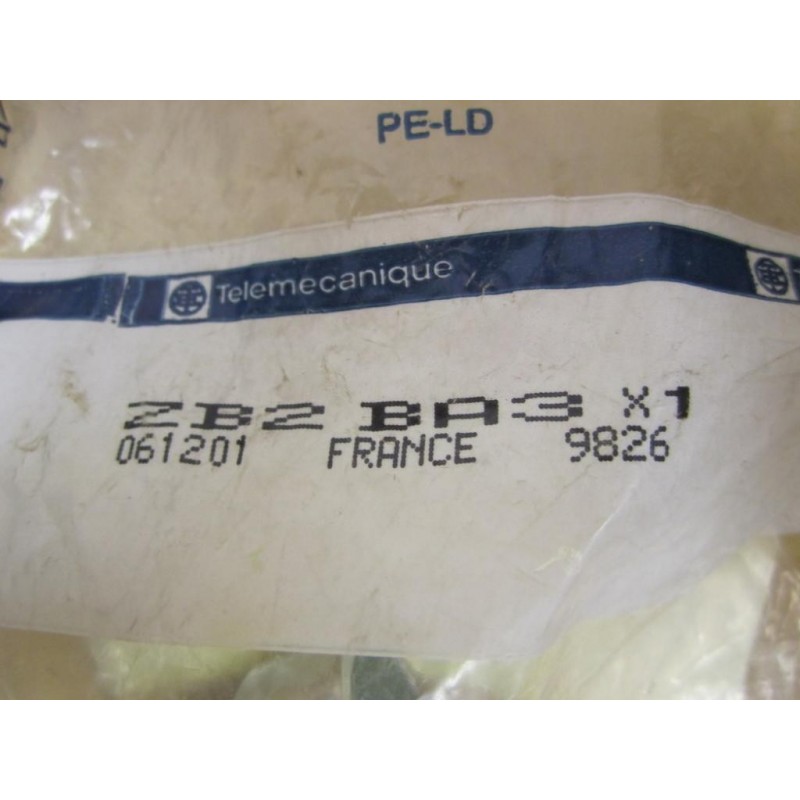 PE-LD
Telemecanique
ZB2 BA3 X1
061201 FRANCE 9826